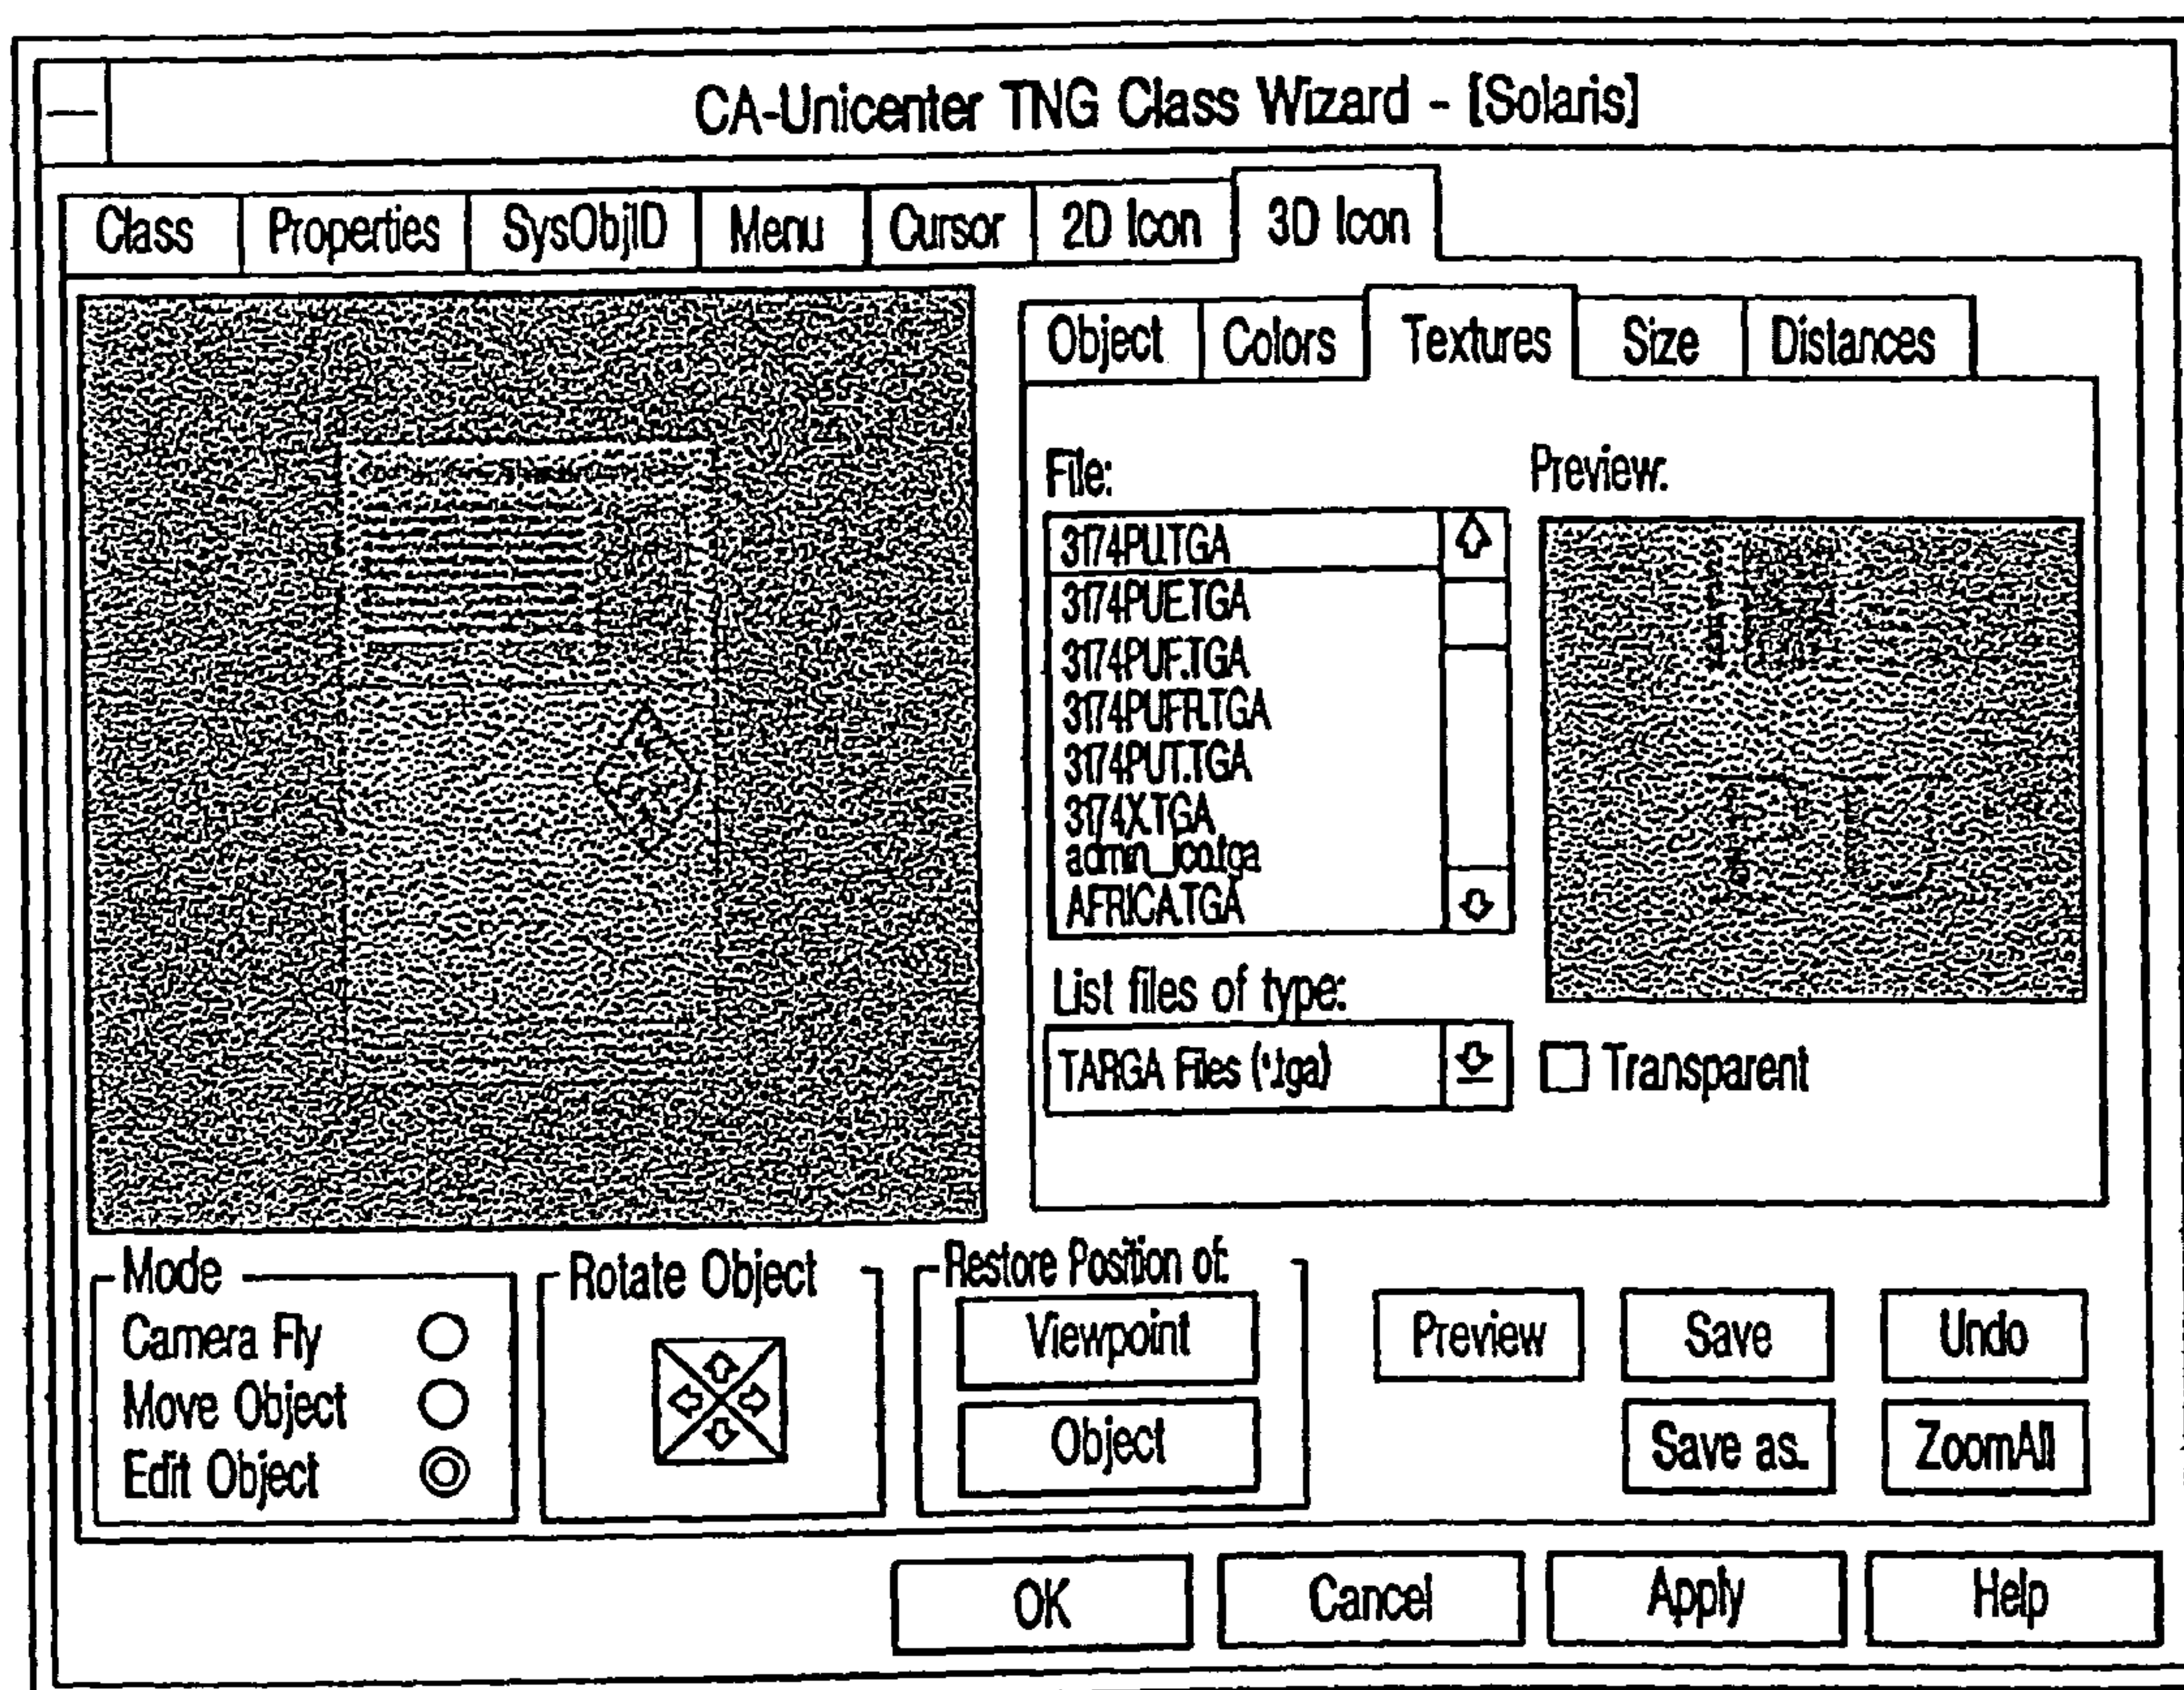 CA-Unicenter TNG Class Wizard - [Solaris]
Class Properties SysObjID Menu Cursor 2D Icon 3D Icon
Object Colors Textures Size Distances
File:
Preview:
3174PU.TGA
3174PUE.TGA
3174PUF.TGA
3174PUFR.TGA
3174PUT.TGA
3174X.TGA
admin_ico.tga
AFRICA.TGA
List files of type:
TARGA Files (*.tga)
Transparent
Mode
Camera Fly
Move Object
Edit Object
Rotate Object
Restore Position of:
Viewpoint
Object
Preview Save Undo
Save as.. ZoomAll
OK Cancel Apply Help